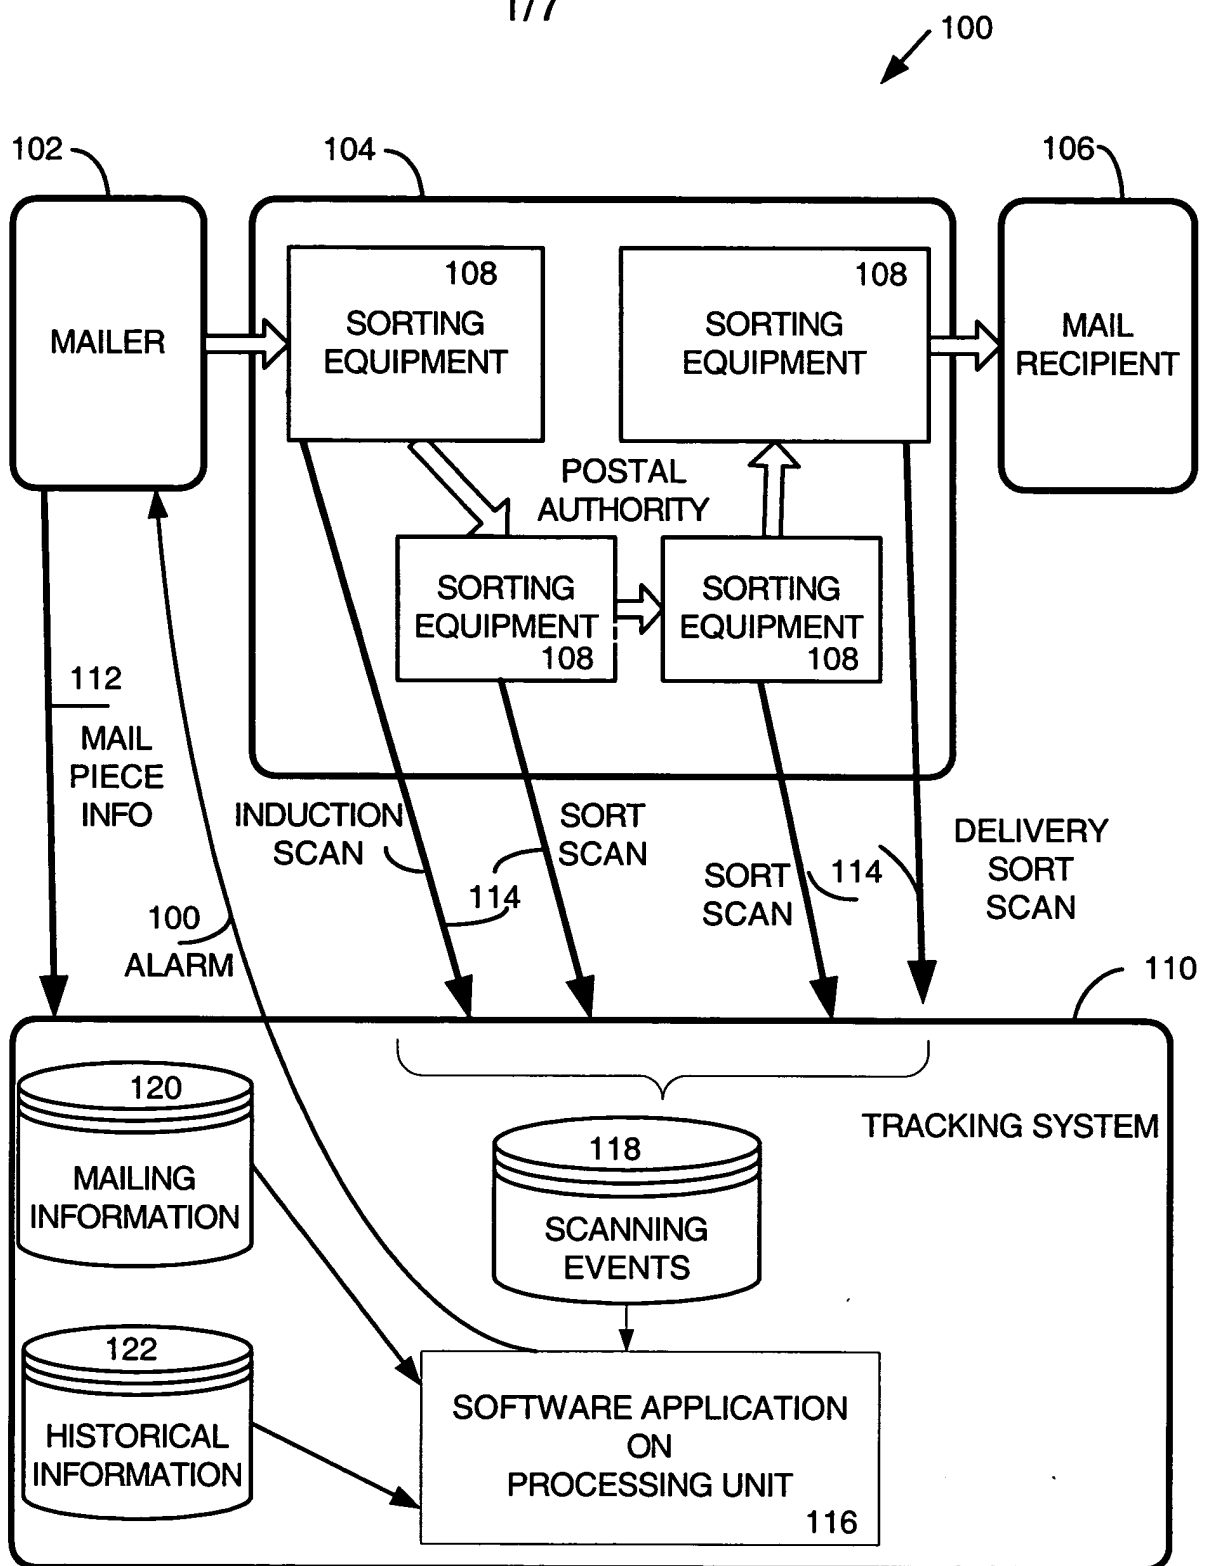 1/7
100
102
104
106
MAILER
108
SORTING
EQUIPMENT
108
SORTING
EQUIPMENT
MAIL
RECIPIENT
POSTAL
AUTHORITY
SORTING
EQUIPMENT
108
SORTING
EQUIPMENT
108
112
MAIL
PIECE
INFO
INDUCTION
SCAN
SORT
SCAN
114
SORT
SCAN
114
DELIVERY
SORT
SCAN
100
ALARM
110
120
MAILING
INFORMATION
118
SCANNING
EVENTS
TRACKING SYSTEM
122
HISTORICAL
INFORMATION
SOFTWARE APPLICATION
ON
PROCESSING UNIT
116